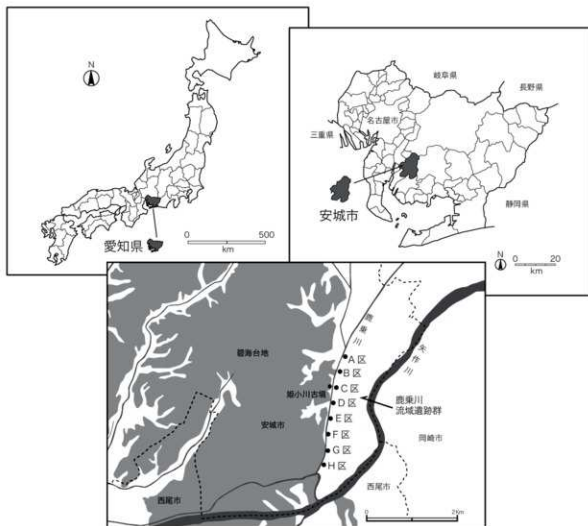 N
愛知県
0 500
km
岐阜県
長野県
名古屋市
三重県
安城市
静岡県
N
0 20
km
碧海台地
鹿乗川
矢作川
姫小川古墳
A区
B区
C区
D区
E区
F区
G区
H区
鹿乗川
流域遺跡群
安城市
岡崎市
西尾市
西尾市
0 2Km